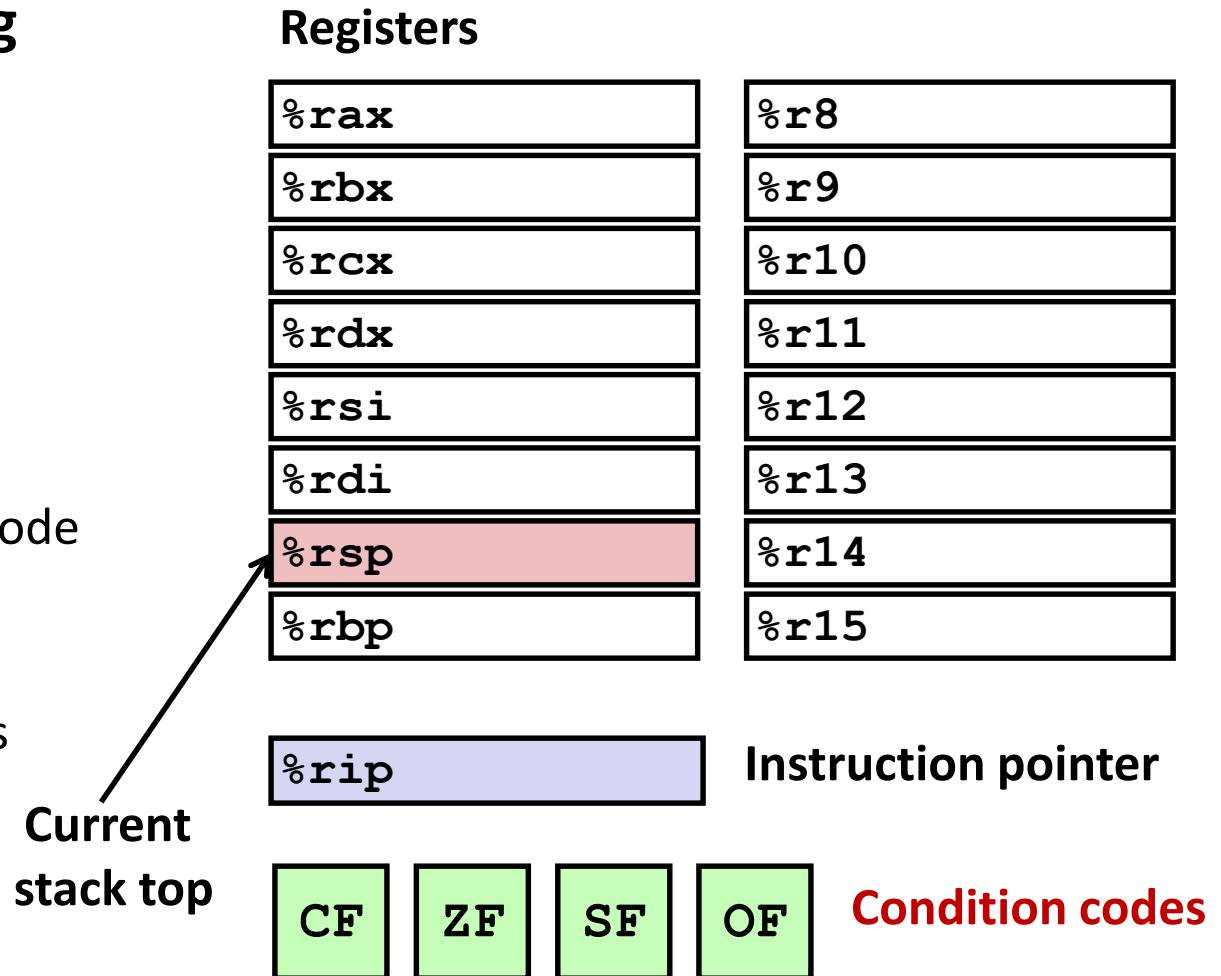 g
Registers
%rax
%r8
%rbx
%r9
%rcx
%r10
%rdx
%r11
%rsi
%r12
%rdi
%r13
ode
%rsp
%r14
%rbp
%r15
s
%rip
Instruction pointer
Current
stack top
CF
ZF
SF
OF
Condition codes